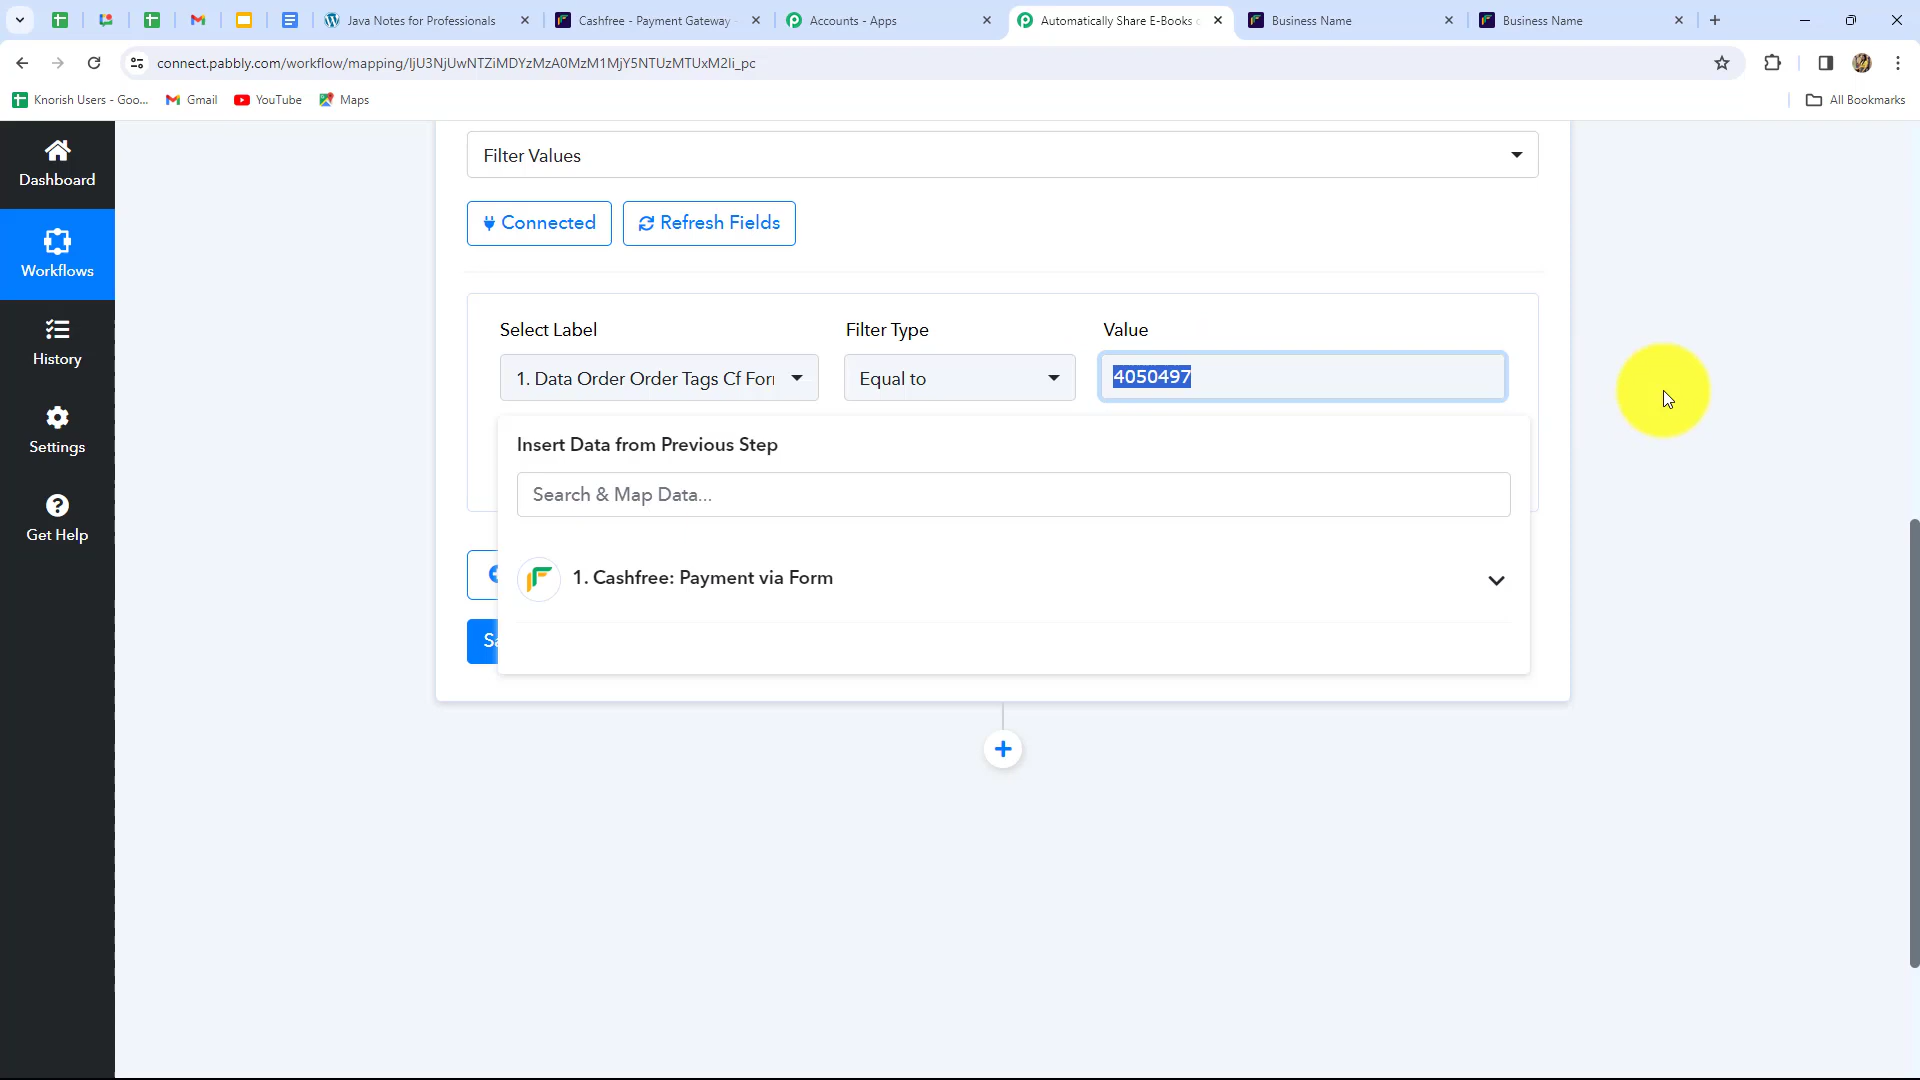 Java Notes for Professionals
Cashfree - Payment Gateway
Accounts - Apps
Automatically Share E-Books
Business Name
Business Name
connect.pabbly.com/workflow/mapping/IjU3NjUwNTZiMDYzMzA0MzM1MjY5NTUzMTUxM2Ii_pc
Knorish Users - Goo...
Gmail
YouTube
Maps
All Bookmarks
Dashboard
Workflows
History
Settings
Get Help
Filter Values
Connected
Refresh Fields
Select Label
Filter Type
Value
1. Data Order Order Tags Cf Forr
Equal to
4050497
Insert Data from Previous Step
Search & Map Data...
1. Cashfree: Payment via Form